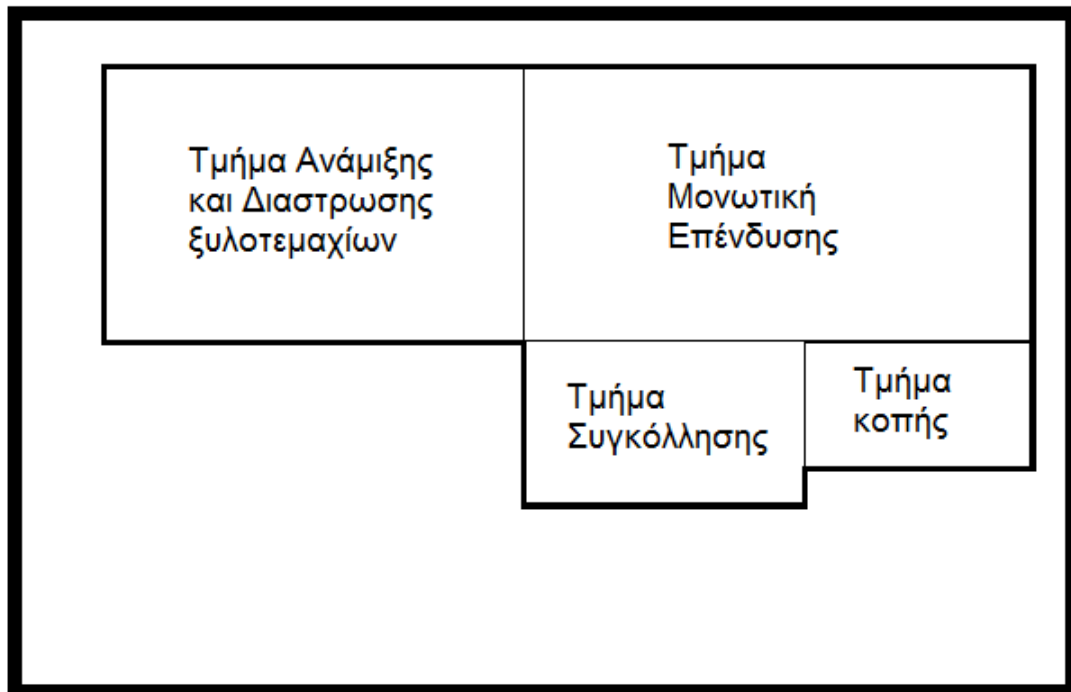 Τμήμα Ανάμιξης
και Διαστρωσης
ξυλοτεμαχίων
Τμήμα
Μονωτική
Επένδυσης
Τμήμα
Συγκόλλησης
Τμήμα
κοπής